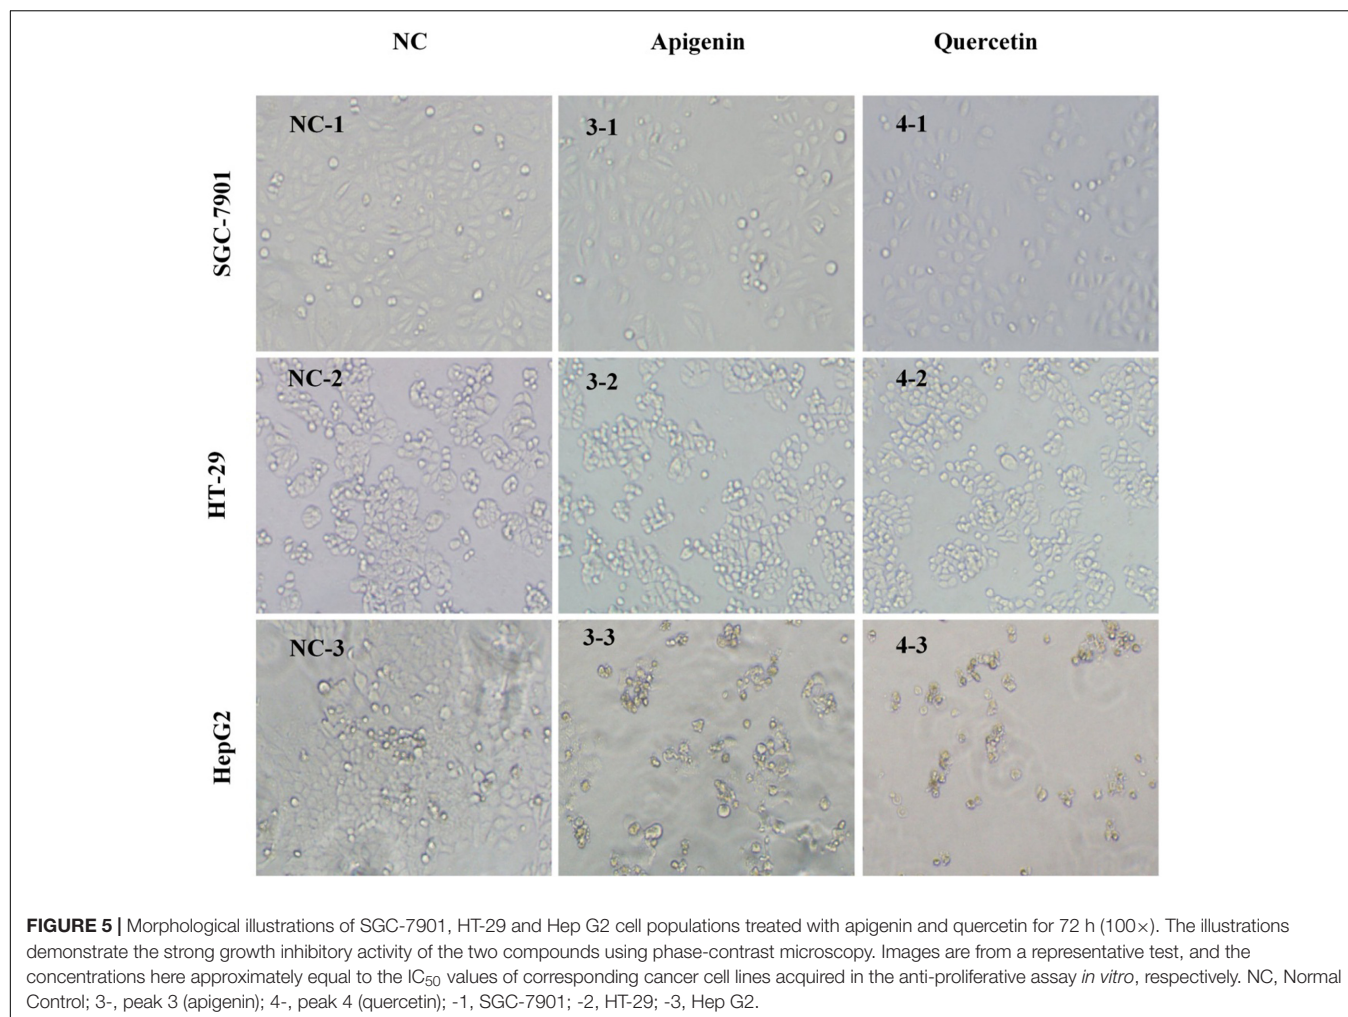 NC Apigenin Quercetin
SGC-7901
NC-1 3-1 4-1
HT-29
NC-2 3-2 4-2
HepG2
NC-3 3-3 4-3
FIGURE 5 | Morphological illustrations of SGC-7901, HT-29 and Hep G2 cell populations treated with apigenin and quercetin for 72 h (100×). The illustrations
demonstrate the strong growth inhibitory activity of the two compounds using phase-contrast microscopy. Images are from a representative test, and the
concentrations here approximately equal to the IC50 values of corresponding cancer cell lines acquired in the anti-proliferative assay in vitro, respectively. NC, Normal
Control; 3-, peak 3 (apigenin); 4-, peak 4 (quercetin); -1, SGC-7901; -2, HT-29; -3, Hep G2.